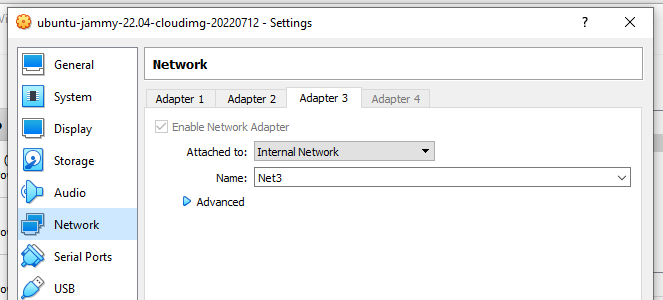 ubuntu-jammy-22.04-cloudimg-20220712 - Settings
? ×
General
System
Display
Storage
Audio
Network
Serial Ports
USB
Network
Adapter 1 Adapter 2 Adapter 3 Adapter 4
Enable Network Adapter
Attached to: Internal Network
Name: Net3
Advanced